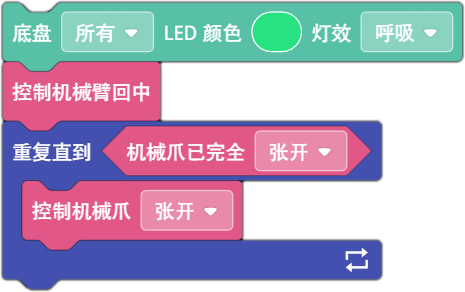 底盘 所有 LED 颜色 灯效 呼吸
控制机械臂回中
重复直到 机械爪已完全 张开
控制机械爪 张开